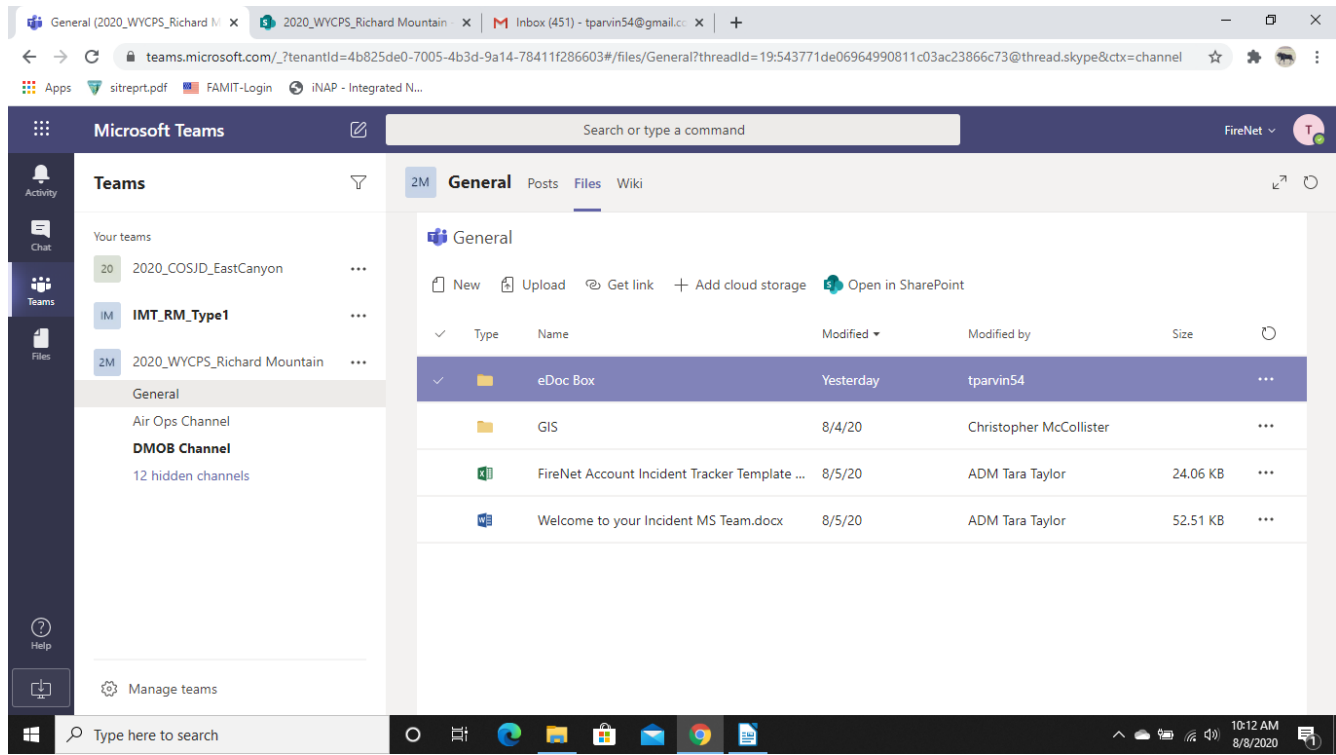 General (2020_WYCPS_Richard M
2020_WYCPS_Richard Mountain -
Inbox (451) - tparvin54@gmail.co
teams.microsoft.com/_?tenantId=4b825de0-7005-4b3d-9a14-78411f286603#/files/General?threadId=19:543771de06964990811c03ac23866c73@thread.skype&ctx=channel
Apps sitreprt.pdf FAMIT-Login iNAP - Integrated N...
Microsoft Teams
Search or type a command
FireNet
T
Activity
Chat
Teams
Files
Help
Teams
Your teams
20 2020_COSJD_EastCanyon ...
IM IMT_RM_Type1 ...
2M 2020_WYCPS_Richard Mountain ...
General
Air Ops Channel
DMOB Channel
12 hidden channels
Manage teams
2M General Posts Files Wiki
General
New Upload Get link Add cloud storage Open in SharePoint
Type Name Modified Modified by Size
eDoc Box Yesterday tparvin54 ...
GIS 8/4/20 Christopher McCollister ...
FireNet Account Incident Tracker Template ... 8/5/20 ADM Tara Taylor 24.06 KB ...
Welcome to your Incident MS Team.docx 8/5/20 ADM Tara Taylor 52.51 KB ...
Type here to search
10:12 AM
8/8/2020